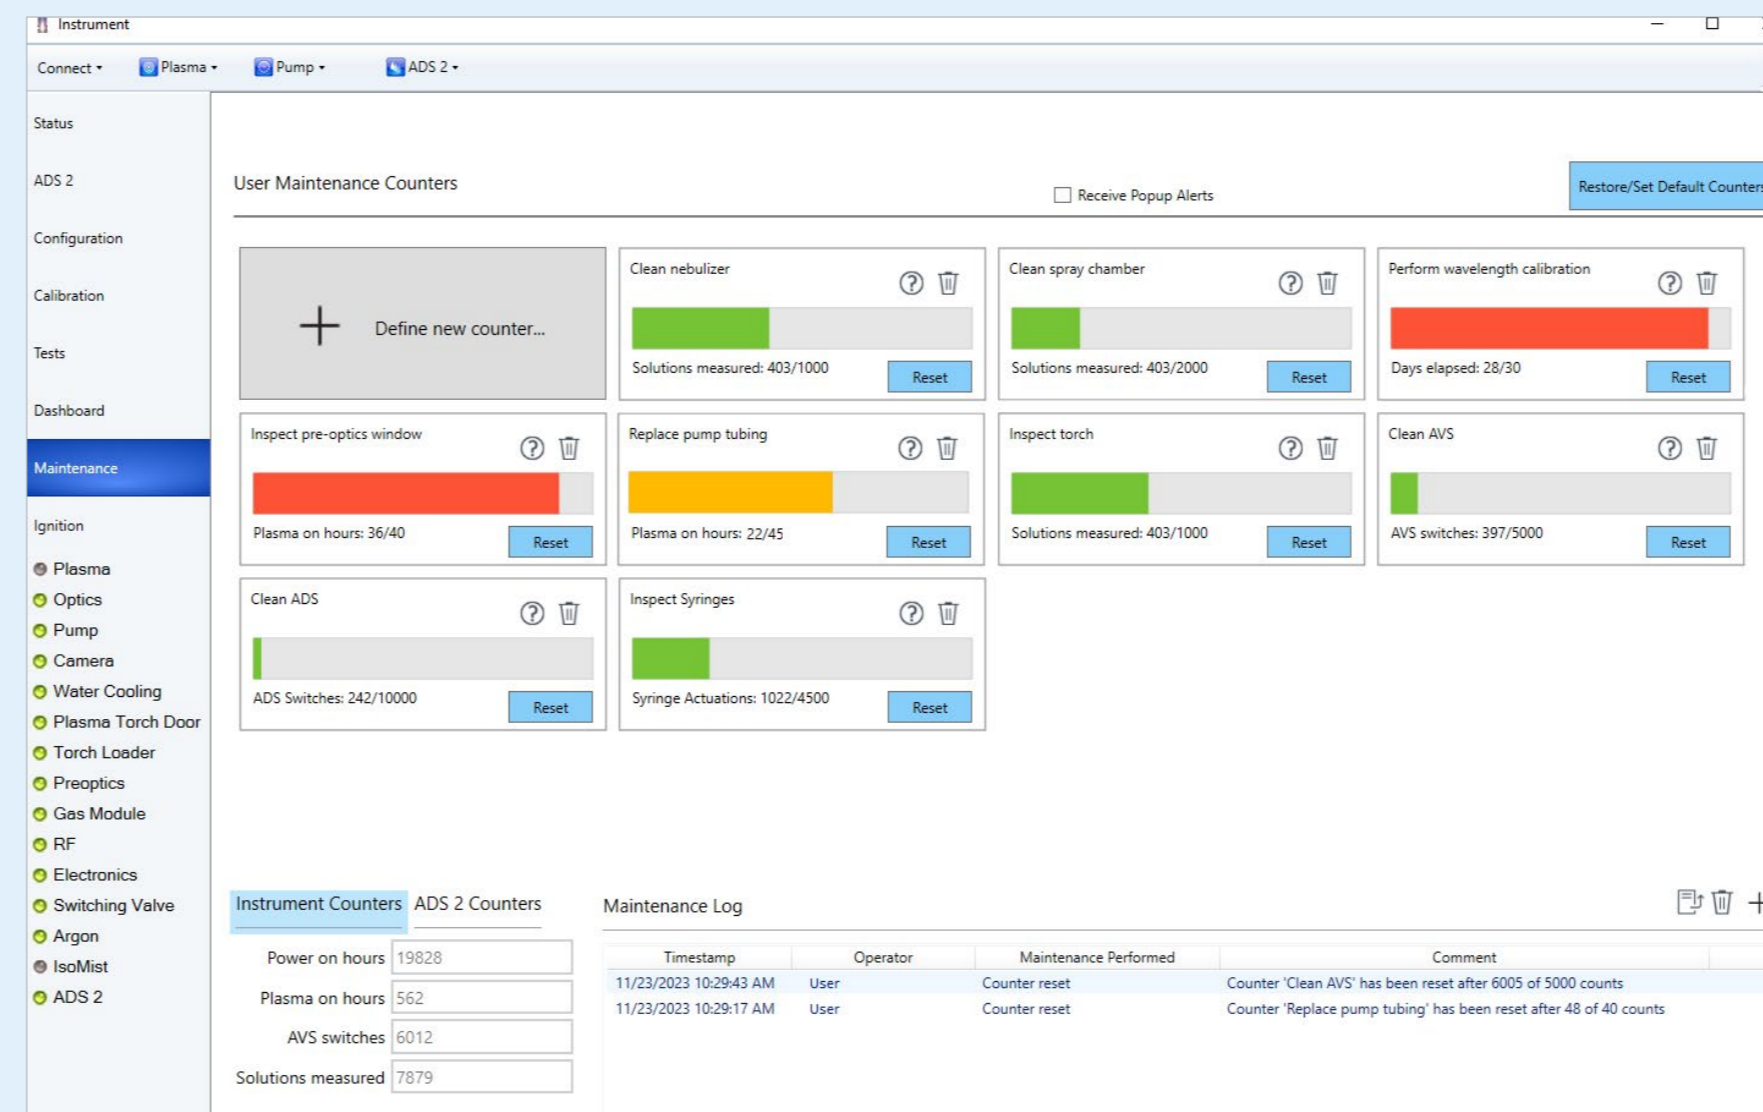 Instrument
Connect
Plasma
Pump
ADS 2
Status
ADS 2
Configuration
Calibration
Tests
Dashboard
Maintenance
Ignition
Plasma
Optics
Pump
Camera
Water Cooling
Plasma Torch Door
Torch Loader
Preoptics
Gas Module
RF
Electronics
Switching Valve
Argon
IsoMist
ADS 2
User Maintenance Counters
Receive Popup Alerts
Restore/Set Default Counters
Define new counter...
Clean nebulizer
Solutions measured: 403/1000
Reset
Clean spray chamber
Solutions measured: 403/2000
Reset
Perform wavelength calibration
Days elapsed: 28/30
Reset
Inspect pre-optics window
Plasma on hours: 36/40
Reset
Replace pump tubing
Plasma on hours: 22/45
Reset
Inspect torch
Solutions measured: 403/1000
Reset
Clean AVS
AVS switches: 397/5000
Reset
Clean ADS
ADS Switches: 242/10000
Reset
Inspect Syringes
Syringe Actuations: 1022/4500
Reset
Instrument Counters ADS 2 Counters
Power on hours 19828
Plasma on hours 562
AVS switches 6012
Solutions measured 7879
Maintenance Log
Timestamp Operator Maintenance Performed Comment
11/23/2023 10:29:43 AM User Counter reset Counter 'Clean AVS' has been reset after 6005 of 5000 counts
11/23/2023 10:29:17 AM User Counter reset Counter 'Replace pump tubing' has been reset after 48 of 40 counts